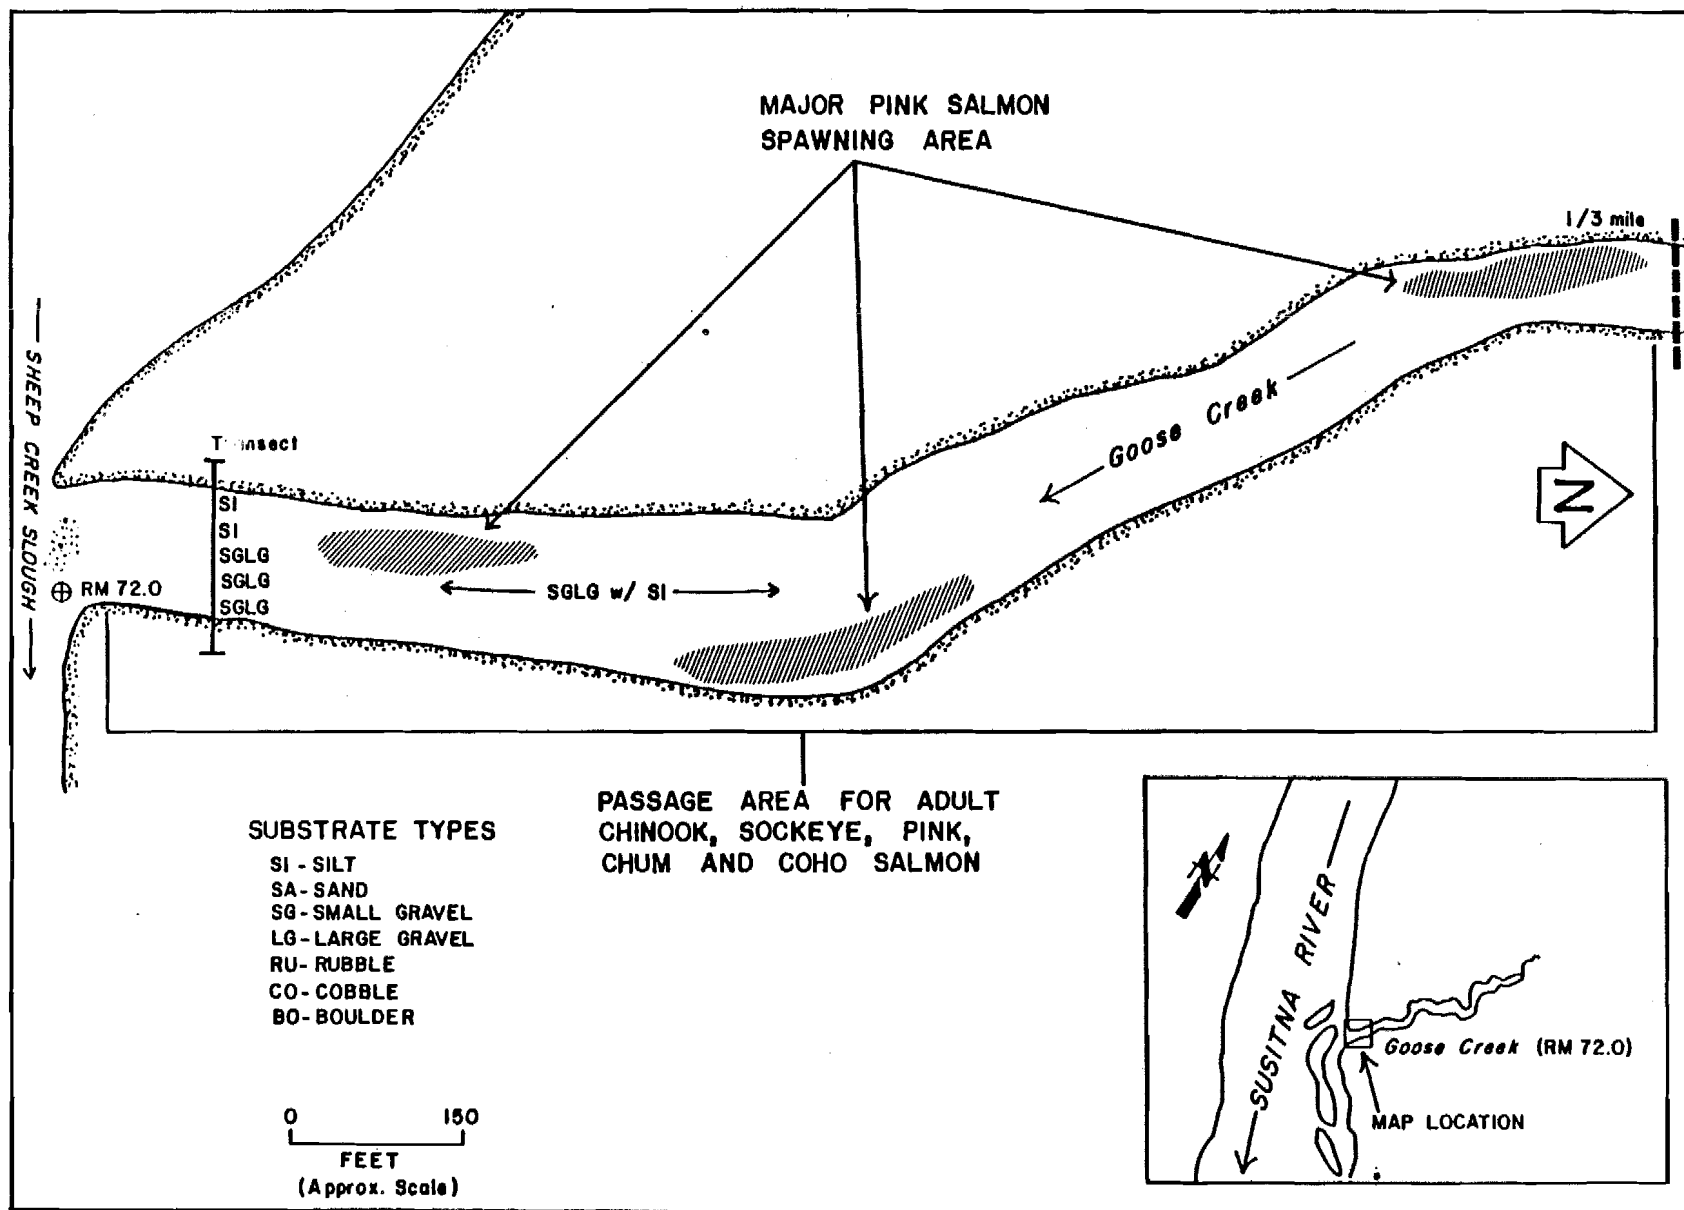 MAJOR PINK SALMON
SPAWNING AREA
1/3 mile
SHEEP CREEK SLOUGH
Goose Creek
N
SI
SI
SGLG
SGLG
SGLG
RM 72.0
SGLG w/ SI
PASSAGE AREA FOR ADULT
CHINOOK, SOCKEYE, PINK,
CHUM AND COHO SALMON
SUBSTRATE TYPES
SI - SILT
SA - SAND
SG - SMALL GRAVEL
LG - LARGE GRAVEL
RU - RUBBLE
CO - COBBLE
BO - BOULDER
0 150
FEET
(Approx. Scale)
N
SUSITNA RIVER
Goose Creek (RM 72.0)
MAP LOCATION